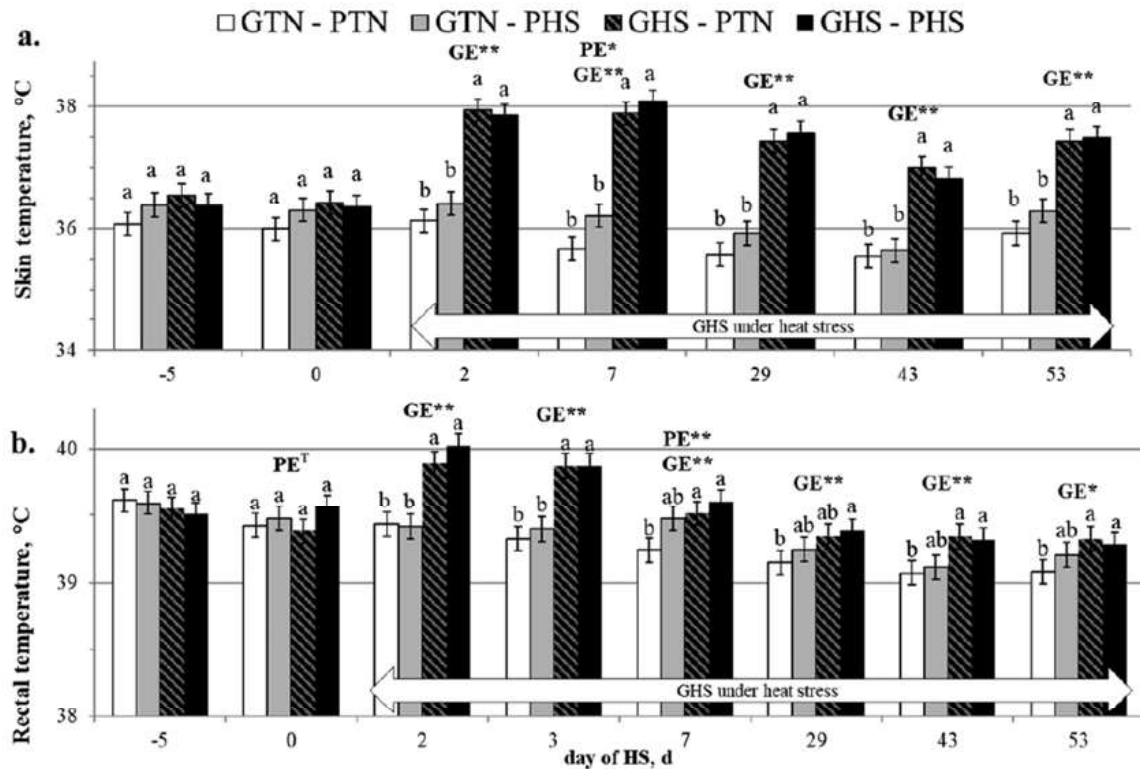 GTN - PTN GTN - PHS GHS - PTN GHS - PHS
a.
GE** PE* GE** GE** GE** GE**
Skin temperature, °C
38
36
34
a a a a a a a a b b a a b b a a b b a a b b a a b b a a
GHS under heat stress
-5 0 2 7 29 43 53
b.
PEᵀ GE** GE** PE** GE** GE** GE** GE*
Rectal temperature, °C
40
39
38
a a a a a a a a b b a a b b a a b ab a a b ab ab a b ab a a b ab a a
GHS under heat stress
-5 0 2 3 7 29 43 53
day of HS, d